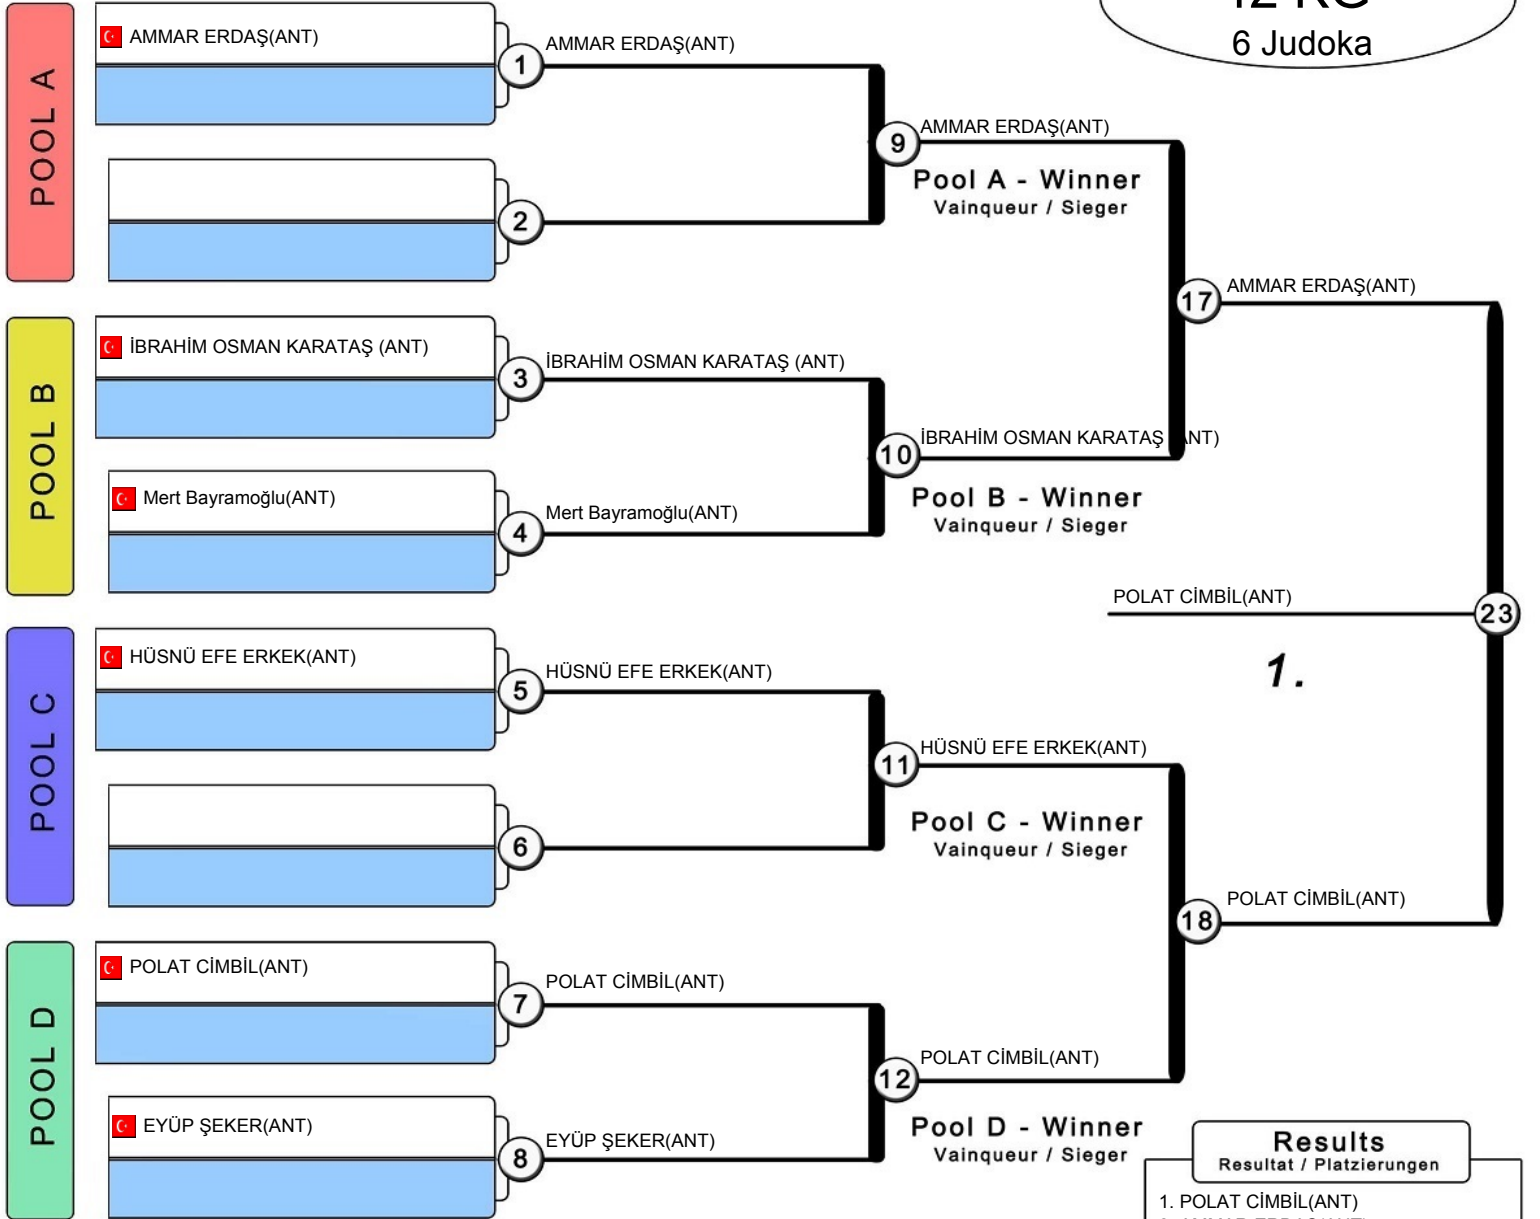 42 KG
6 Judoka
POOL A
AMMAR ERDAŞ(ANT)
1
AMMAR ERDAŞ(ANT)
2
9
AMMAR ERDAŞ(ANT)
Pool A - Winner
Vainqueur / Sieger
17
AMMAR ERDAŞ(ANT)
POOL B
İBRAHİM OSMAN KARATAŞ (ANT)
3
İBRAHİM OSMAN KARATAŞ (ANT)
Mert Bayramoğlu(ANT)
4
Mert Bayramoğlu(ANT)
10
İBRAHİM OSMAN KARATAŞ ANT)
Pool B - Winner
Vainqueur / Sieger
POLAT CİMBİL(ANT)
23
1.
POOL C
HÜSNÜ EFE ERKEK(ANT)
5
HÜSNÜ EFE ERKEK(ANT)
6
11
HÜSNÜ EFE ERKEK(ANT)
Pool C - Winner
Vainqueur / Sieger
18
POLAT CİMBİL(ANT)
POOL D
POLAT CİMBİL(ANT)
7
POLAT CİMBİL(ANT)
EYÜP ŞEKER(ANT)
8
EYÜP ŞEKER(ANT)
12
POLAT CİMBİL(ANT)
Pool D - Winner
Vainqueur / Sieger
Results
Resultat / Platzierungen
1. POLAT CİMBİL(ANT)